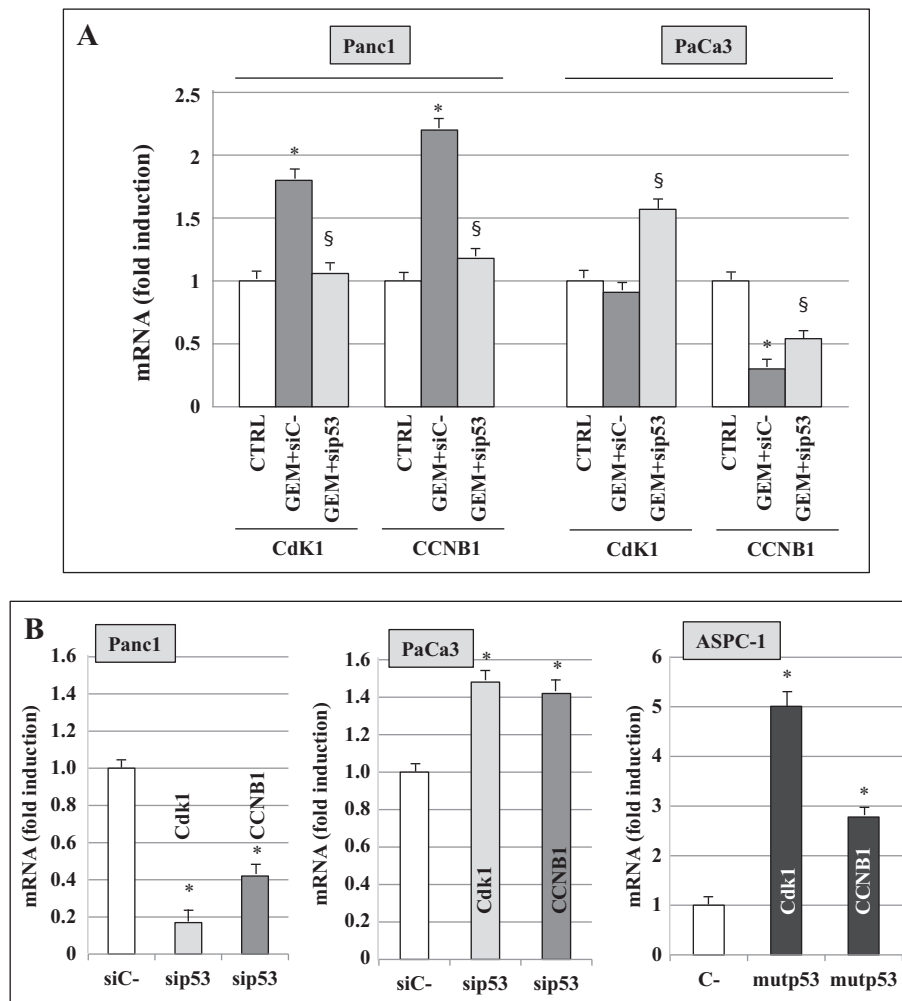 A
Panc1
PaCa3
mRNA (fold induction)
2.5
2
1.5
1
0.5
0
*
*
§
§
§
*
§
CTRL
GEM+siC-
GEM+sip53
CTRL
GEM+siC-
GEM+sip53
CTRL
GEM+siC-
GEM+sip53
CTRL
GEM+siC-
GEM+sip53
CdK1
CCNB1
CdK1
CCNB1
B
Panc1
mRNA (fold induction)
1.6
1.4
1.2
1.0
0.8
0.6
0.4
0.2
0
Cdk1
CCNB1
*
*
siC-
sip53
sip53
PaCa3
mRNA (fold induction)
1.6
1.4
1.2
1.0
0.8
0.6
0.4
0.2
0
*
*
Cdk1
CCNB1
siC-
sip53
sip53
ASPC-1
mRNA (fold induction)
6
5
4
3
2
1
0
*
*
Cdk1
CCNB1
C-
mutp53
mutp53